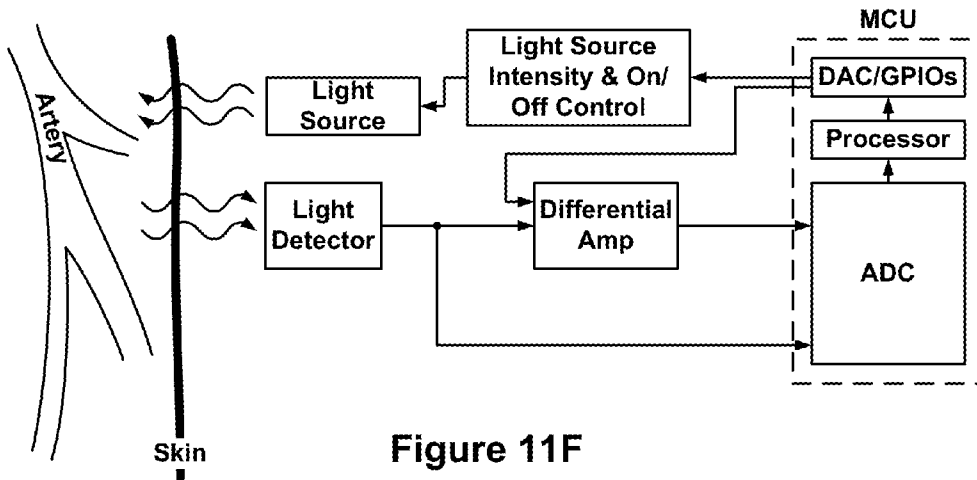 MCU
Light Source
Intensity & On/
Off Control
DAC/GPIOs
Light
Source
Processor
Artery
Light
Detector
Differential
Amp
ADC
Skin
Figure 11F